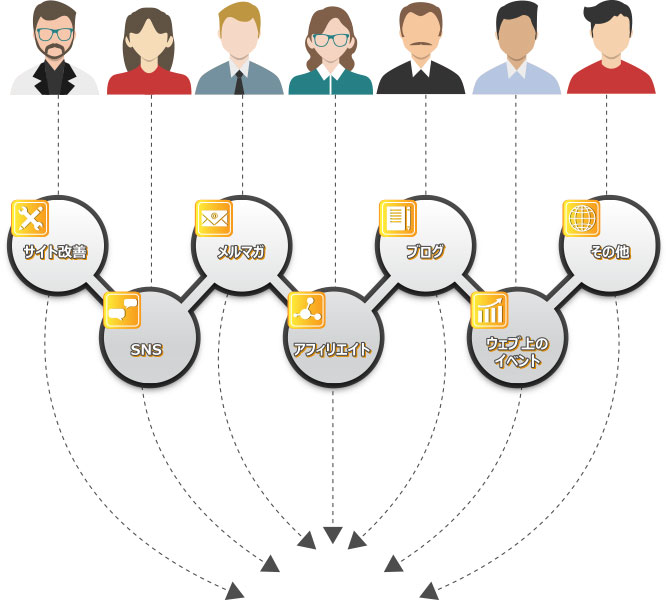 サイト改善
メルマガ
ブログ
その他
SNS
アフィリエイト
ウェブ上の
イベント